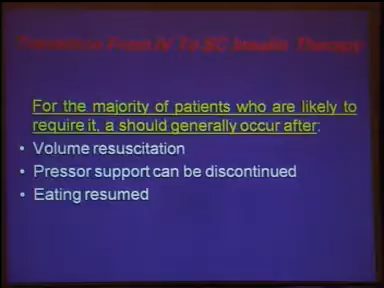 Transition From IV To SC Insulin Therapy
For the majority of patients who are likely to
require it, a should generally occur after:
• Volume resuscitation
• Pressor support can be discontinued
• Eating resumed